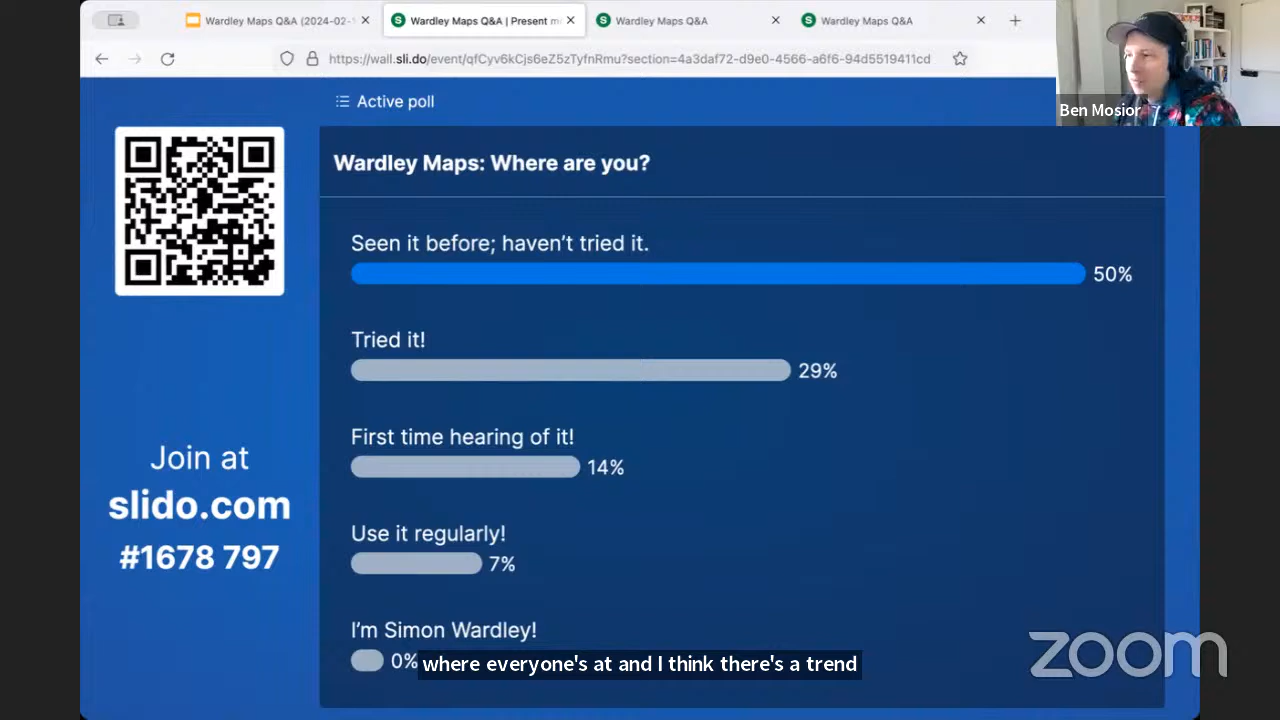 Wardley Maps Q&A (2024-02-
Wardley Maps Q&A | Present m
Wardley Maps Q&A
Wardley Maps Q&A
https://wall.sli.do/event/qfCyv6kCjs6eZ5zTyfnRmu?section=4a3daf72-d9e0-4566-a6f6-94d5519411cd
Ben Mosior
Active poll
Wardley Maps: Where are you?
Seen it before; haven't tried it.
50%
Tried it!
29%
First time hearing of it!
14%
Use it regularly!
7%
I'm Simon Wardley!
0%
Join at
slido.com
#1678 797
where everyone's at and I think there's a trend
zoom